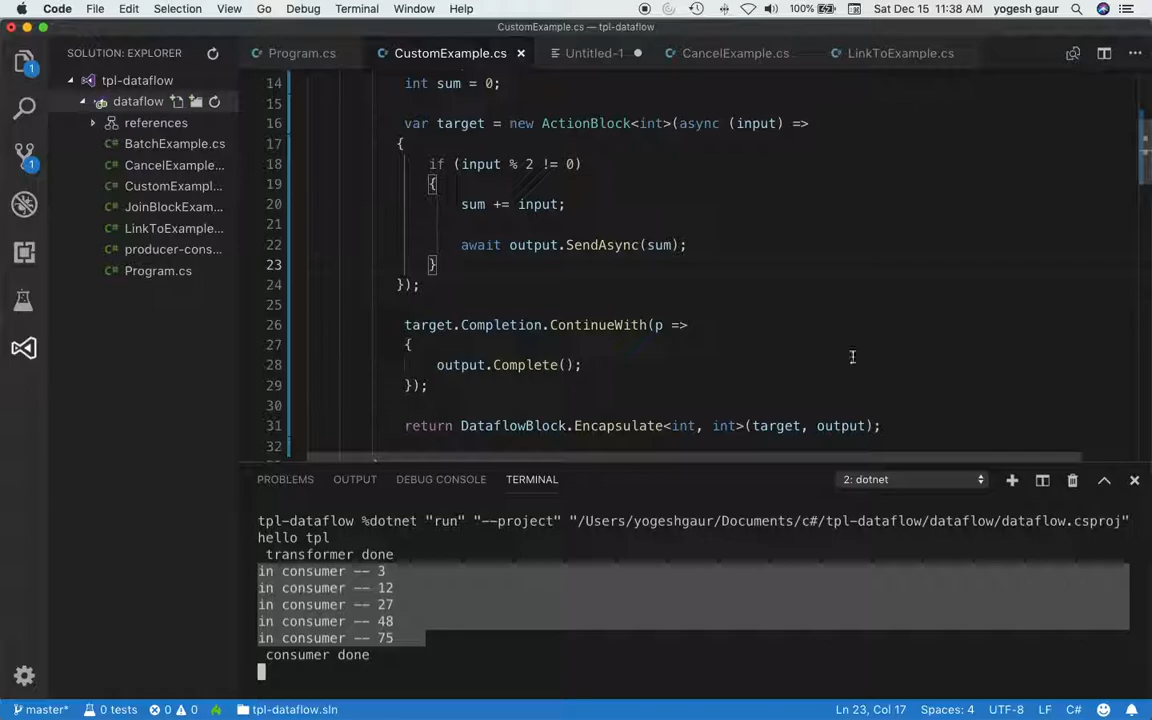 Code File Edit Selection View Go Debug Terminal Window Help 100% Sat Dec 15 11:38 AM yogesh gaur
CustomExample.cs — tpl-dataflow
SOLUTION: EXPLORER
Program.cs CustomExample.cs Untitled-1 CancelExample.cs LinkToExample.cs
tpl-dataflow
dataflow
references
BatchExample.cs
CancelExample...
CustomExampl...
JoinBlockExam...
LinkToExample...
producer-cons...
Program.cs
1
1
14 int sum = 0;
15
16 var target = new ActionBlock<int>(async (input) =>
17 {
18 if (input % 2 != 0)
19 {
20 sum += input;
21
22 await output.SendAsync(sum);
23 }
24 });
25
26 target.Completion.ContinueWith(p =>
27 {
28 output.Complete();
29 });
30
31 return DataflowBlock.Encapsulate<int, int>(target, output);
32
PROBLEMS OUTPUT DEBUG CONSOLE TERMINAL 2: dotnet
tpl-dataflow %dotnet "run" "--project" "/Users/yogeshgaur/Documents/c#/tpl-dataflow/dataflow/dataflow.csproj"
hello tpl
transformer done
in consumer -- 3
in consumer -- 12
in consumer -- 27
in consumer -- 48
in consumer -- 75
consumer done
master* 0 tests 0 0 tpl-dataflow.sln Ln 23, Col 17 Spaces: 4 UTF-8 LF C#